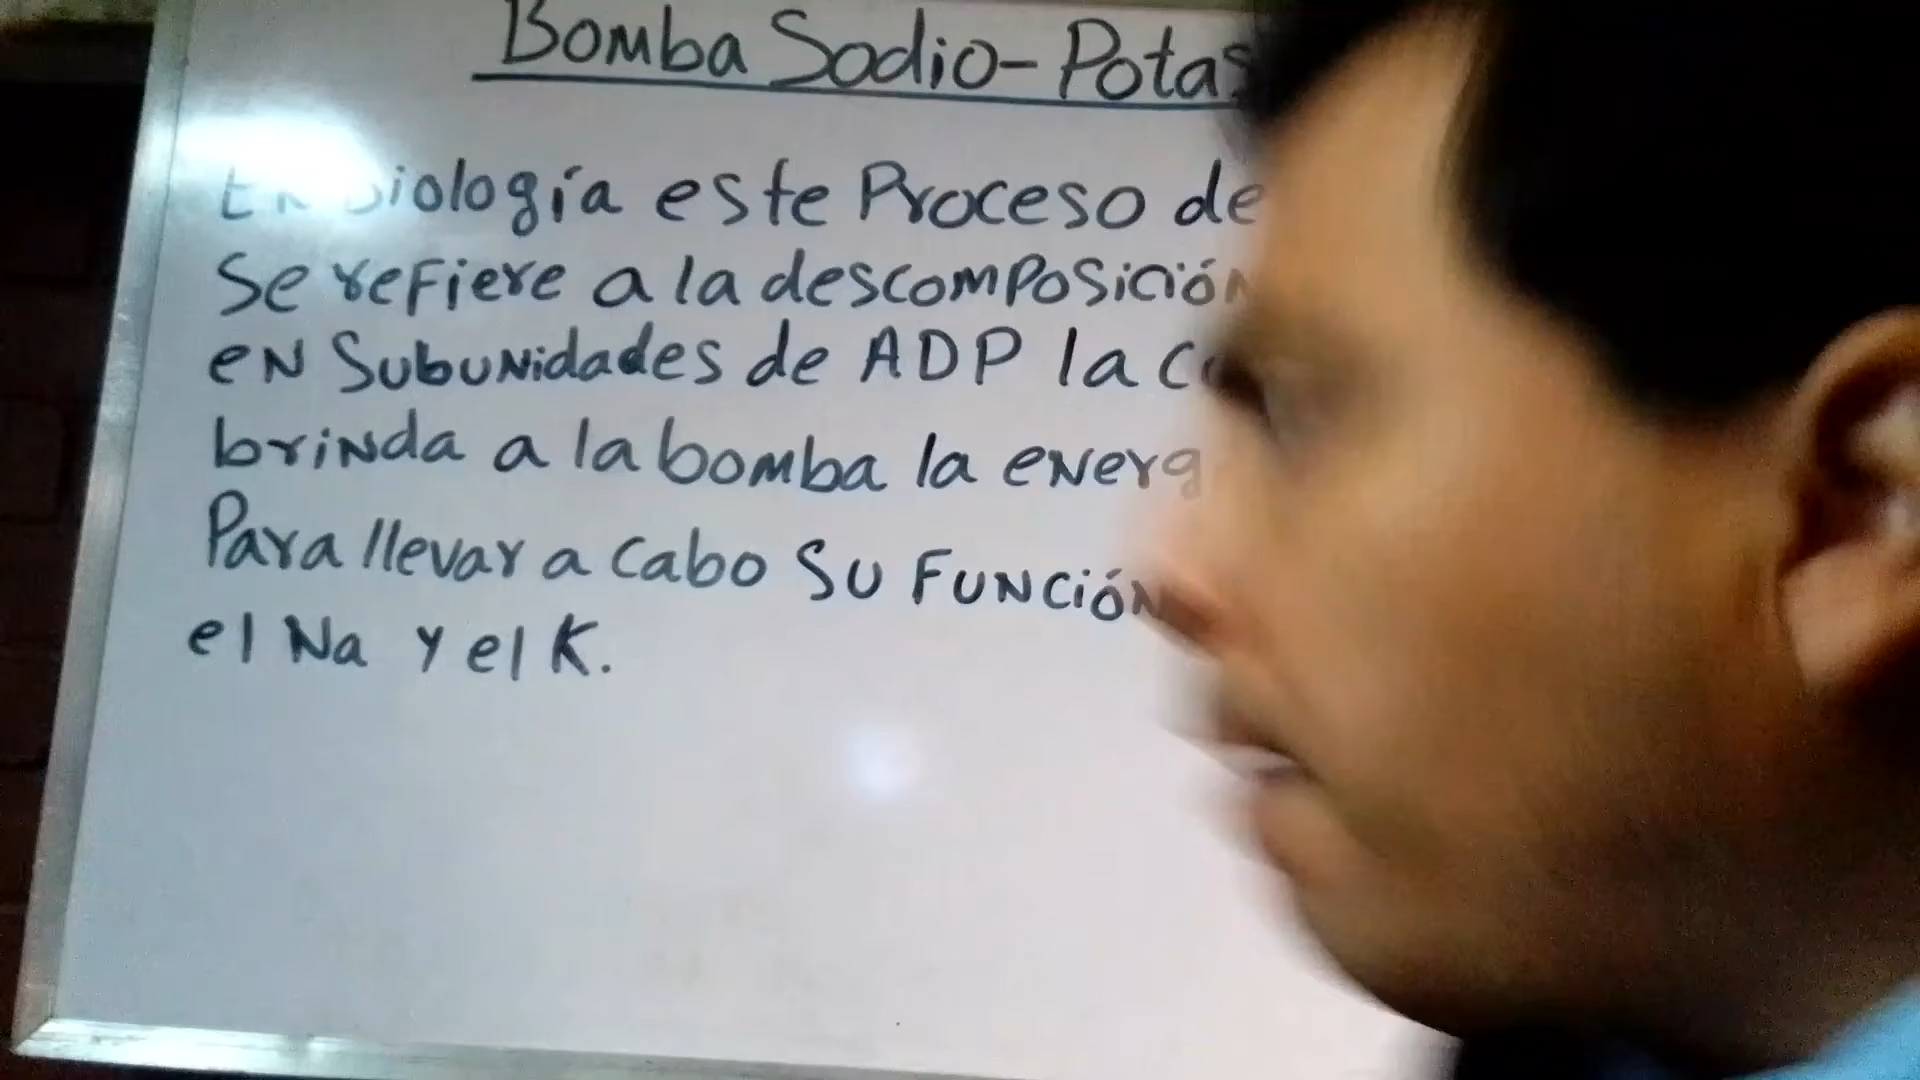 Bomba Sodio-Potas
En biología este Proceso de
Se refiere a la descomposición
en Subunidades de ADP la
brinda a la bomba la energ
Para llevar a cabo su función
el Na y el K.